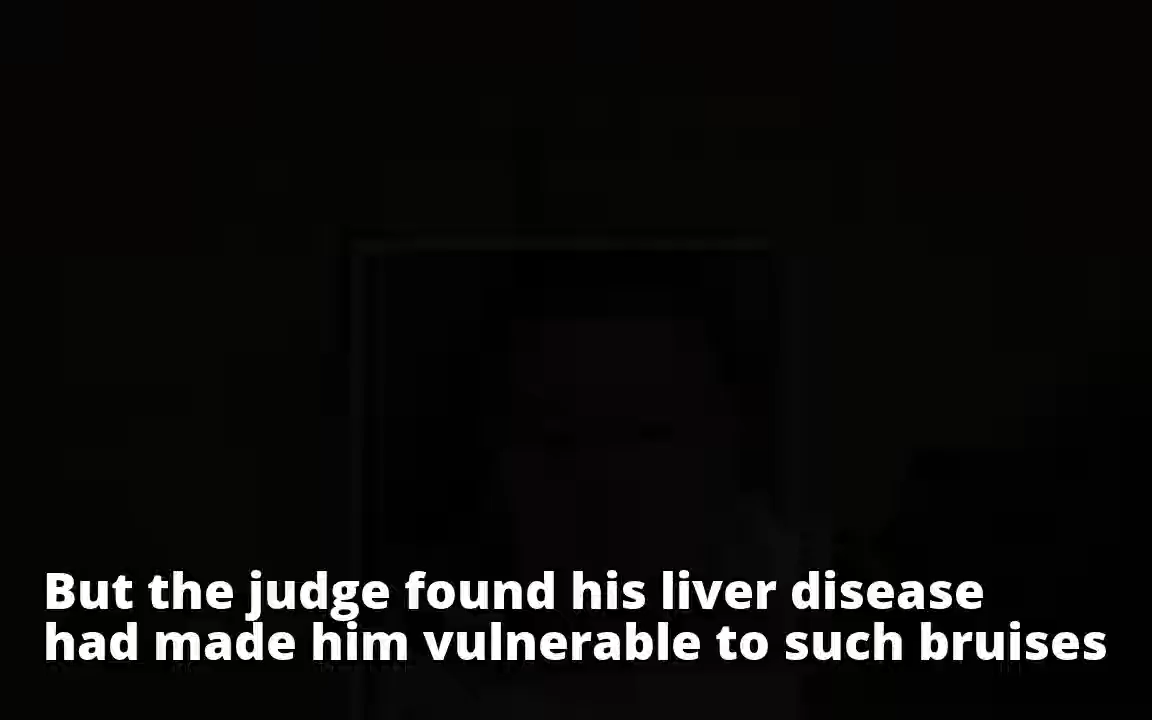 But the judge found his liver disease
had made him vulnerable to such bruises